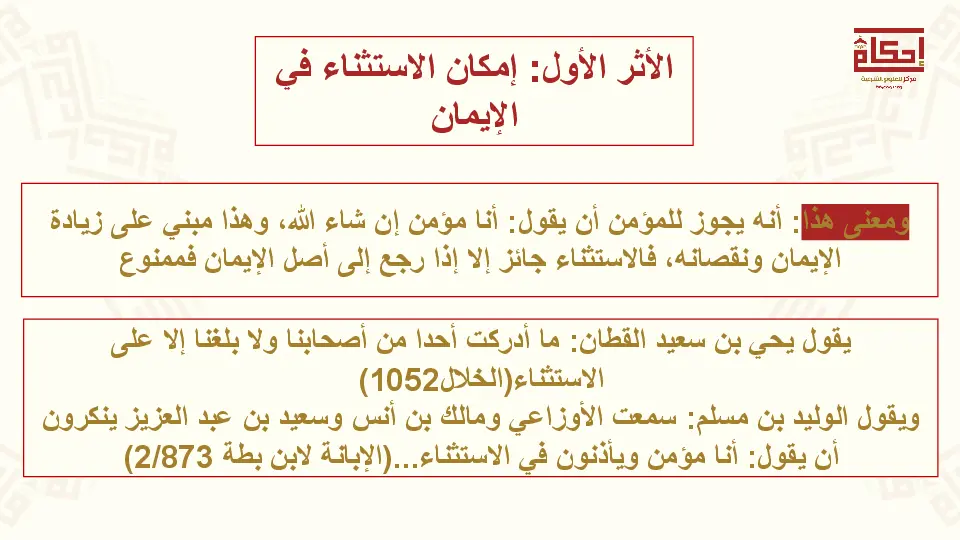 إحكام
مركز للعلوم الشرعية
الأثر الأول: إمكان الاستثناء في
الإيمان
ومعنى هذا: أنه يجوز للمؤمن أن يقول: أنا مؤمن إن شاء الله، وهذا مبني على زيادة
الإيمان ونقصانه، فالاستثناء جائز إلا إذا رجع إلى أصل الإيمان فممنوع
يقول يحي بن سعيد القطان: ما أدركت أحدا من أصحابنا ولا بلغنا إلا على
الاستثناء(الخلال1052)
ويقول الوليد بن مسلم: سمعت الأوزاعي ومالك بن أنس وسعيد بن عبد العزيز ينكرون
أن يقول: أنا مؤمن ويأذنون في الاستثناء...(الإبانة لابن بطة 2/873)